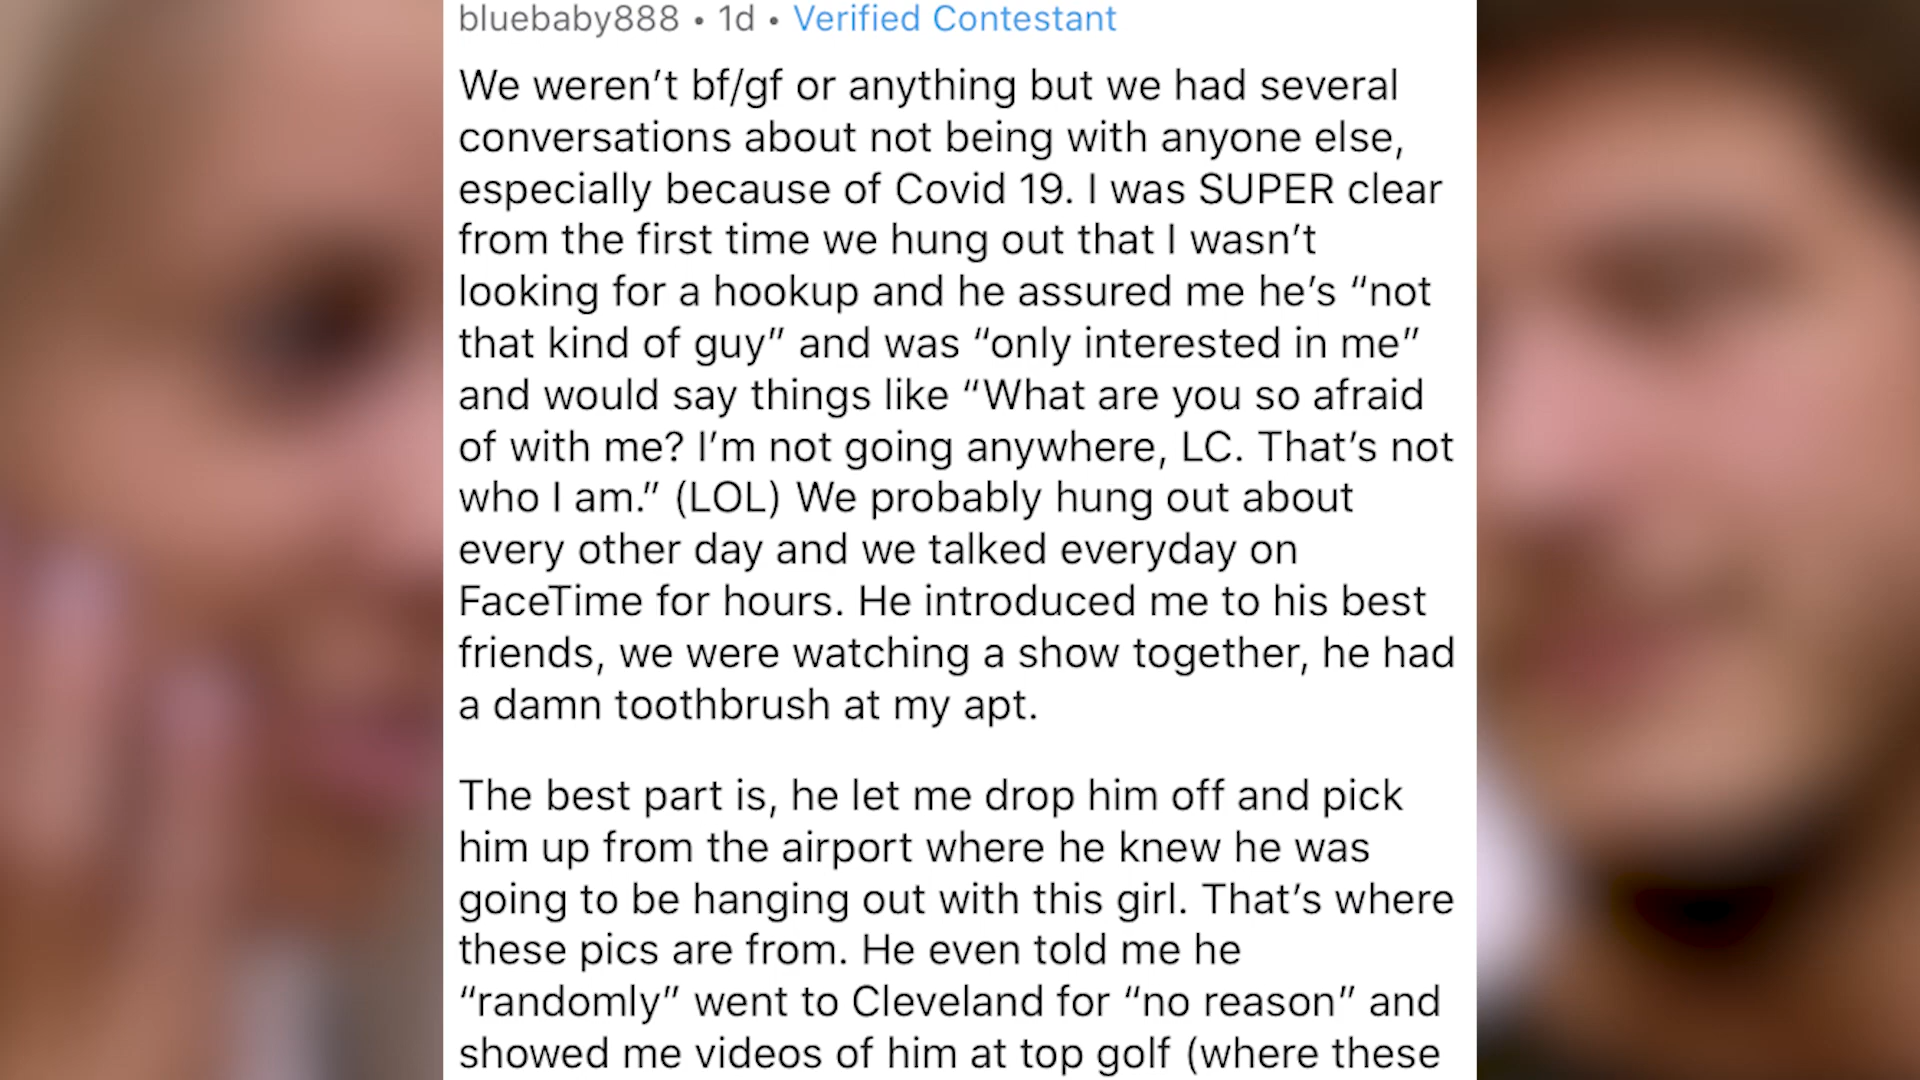 bluebaby888 • 1d • Verified Contestant
We weren’t bf/gf or anything but we had several
conversations about not being with anyone else,
especially because of Covid 19. I was SUPER clear
from the first time we hung out that I wasn’t
looking for a hookup and he assured me he’s “not
that kind of guy” and was “only interested in me”
and would say things like “What are you so afraid
of with me? I’m not going anywhere, LC. That’s not
who I am.” (LOL) We probably hung out about
every other day and we talked everyday on
FaceTime for hours. He introduced me to his best
friends, we were watching a show together, he had
a damn toothbrush at my apt.
The best part is, he let me drop him off and pick
him up from the airport where he knew he was
going to be hanging out with this girl. That’s where
these pics are from. He even told me he
“randomly” went to Cleveland for “no reason” and
showed me videos of him at top golf (where these